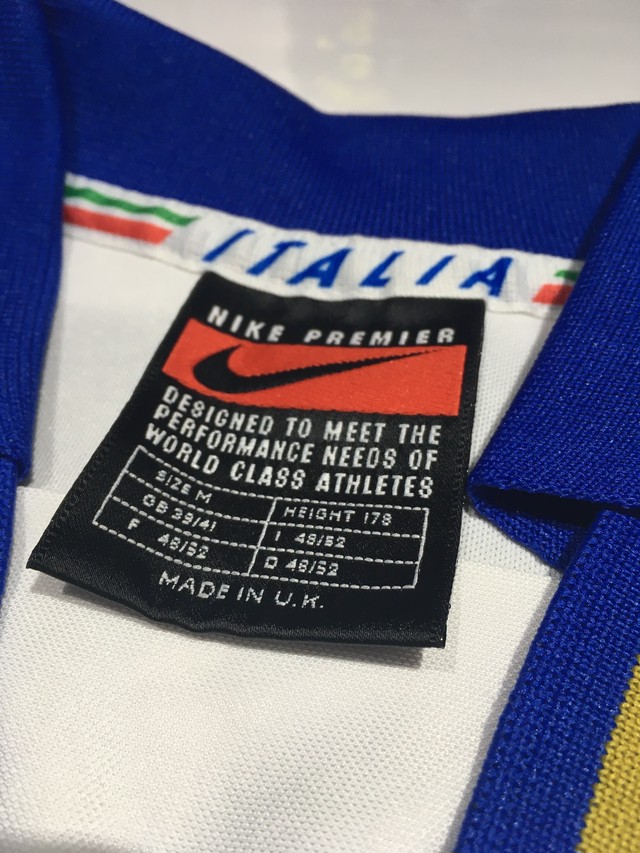 ITALIA
NIKE PREMIER
DESIGNED TO MEET THE
PERFORMANCE NEEDS OF
WORLD CLASS ATHLETES
SIZE M HEIGHT 178
GB 39/41 I 48/52
F 48/52 D 48/52
MADE IN U.K.